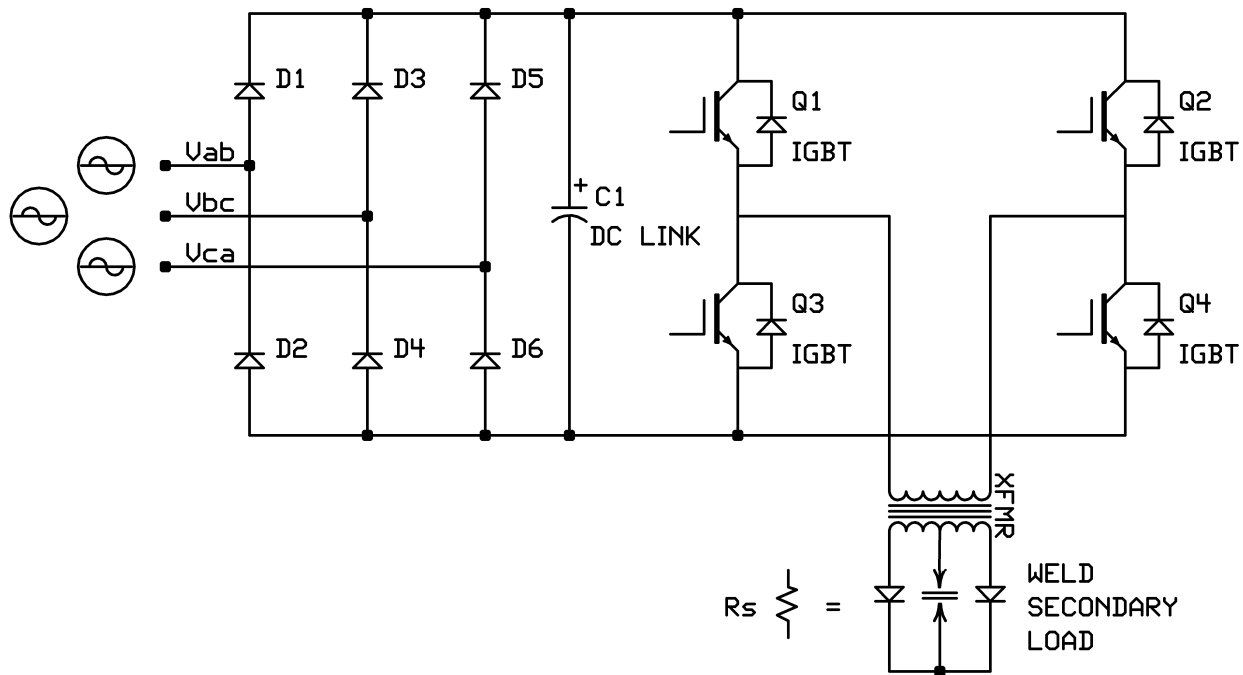 D1
D3
D5
Q1
IGBT
Q2
IGBT
Vab
Vbc
Vca
+
C1
DC LINK
Q3
IGBT
Q4
IGBT
D2
D4
D6
XFMR
Rs =
WELD
SECONDARY
LOAD